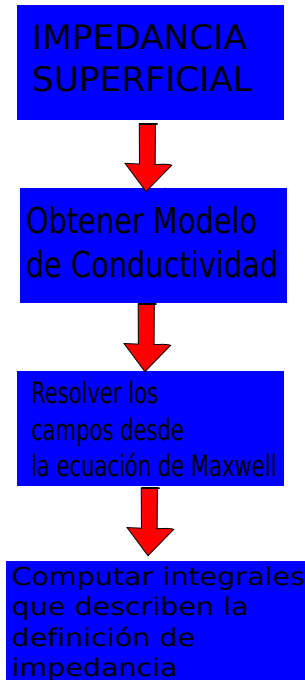 IMPEDANCIA
SUPERFICIAL
Obtener Modelo
de Conductividad
Resolver los
campos desde
la ecuación de Maxwell
Computar integrales
que describen la
definición de
impedancia